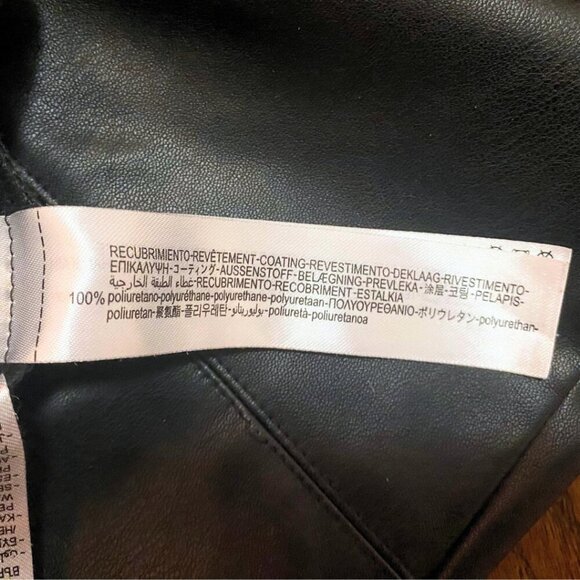 RECUBRIMIENTO-REVÊTEMENT-COATING-REVESTIMENTO-DEKLAAG-RIVESTIMENTO-
ΕΠΙΚΑΛΥΨΗ-コーティング-AUSSENSTOFF-BELÆGNING-PREVLEKA-涂层-코팅-PELAPIS-
غطاء الطبقة الخارجية-RECUBRIMENTO-RECOBRIMENT-ESTALKIA
100% poliuretano-polyuréthane-polyurethane-polyuretaan-ΠΟΛΥΟΥΡΕΘΑΝΙΟ-ポリウレタン-polyurethan-
poliuretan-聚氨酯-폴리우레탄-بوليوريتانو-poliuretà-poliuretanoa